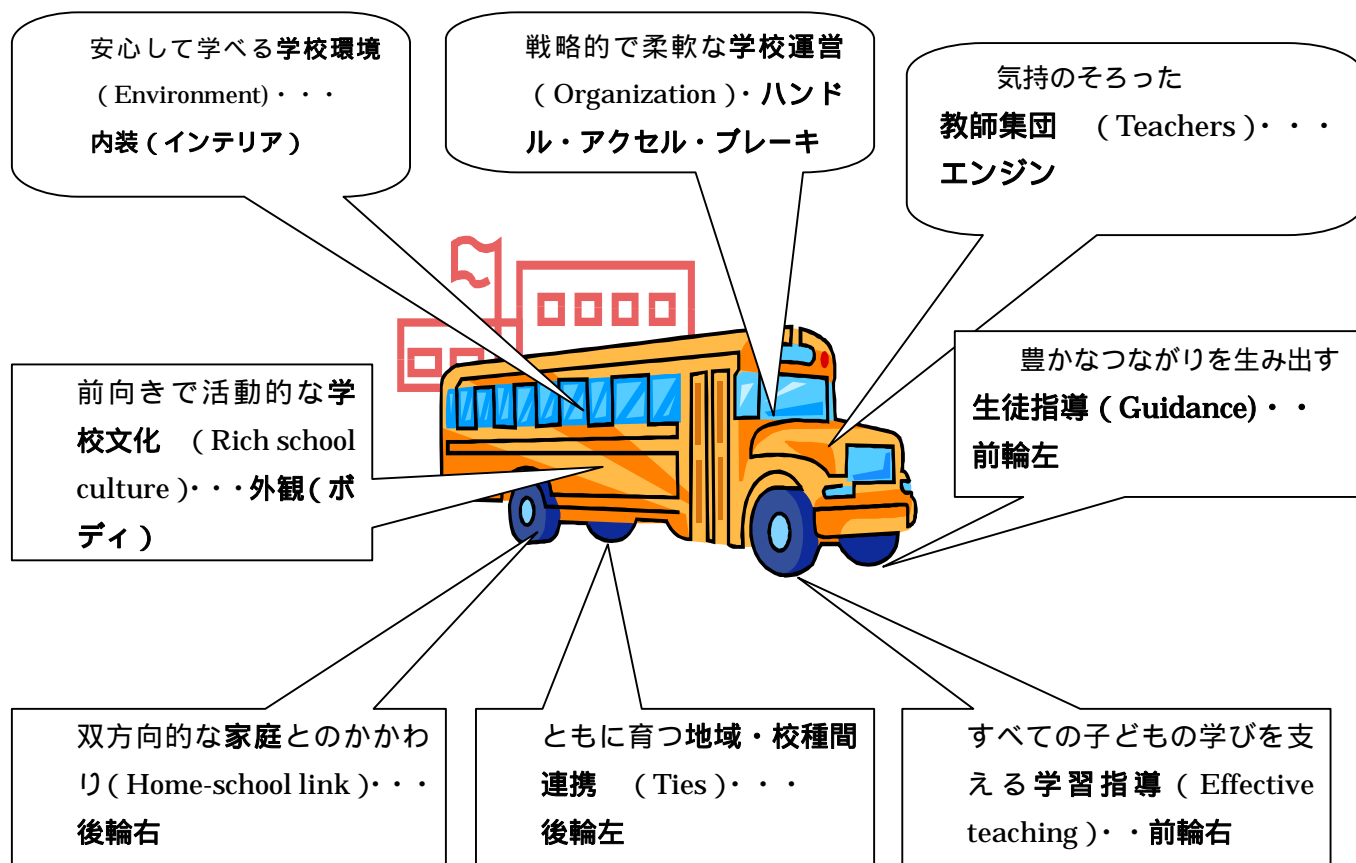 安心して学べる学校環境
（Environment)・・・
内装（インテリア）
戦略的で柔軟な学校運営
（Organization）・ハンド
ル・アクセル・ブレーキ
気持のそろった
教師集団　（Teachers）・・・
エンジン
前向きで活動的な学
校文化　（Rich school
culture）・・・外観（ボ
ディ）
豊かなつながりを生み出す
生徒指導（Guidance)・・
前輪左
双方向的な家庭とのかかわ
り（Home-school link）・・・
後輪右
ともに育つ地域・校種間
連携　（Ties）・・・
後輪左
すべての子どもの学びを支
える学習指導（Effective
teaching）・・前輪右